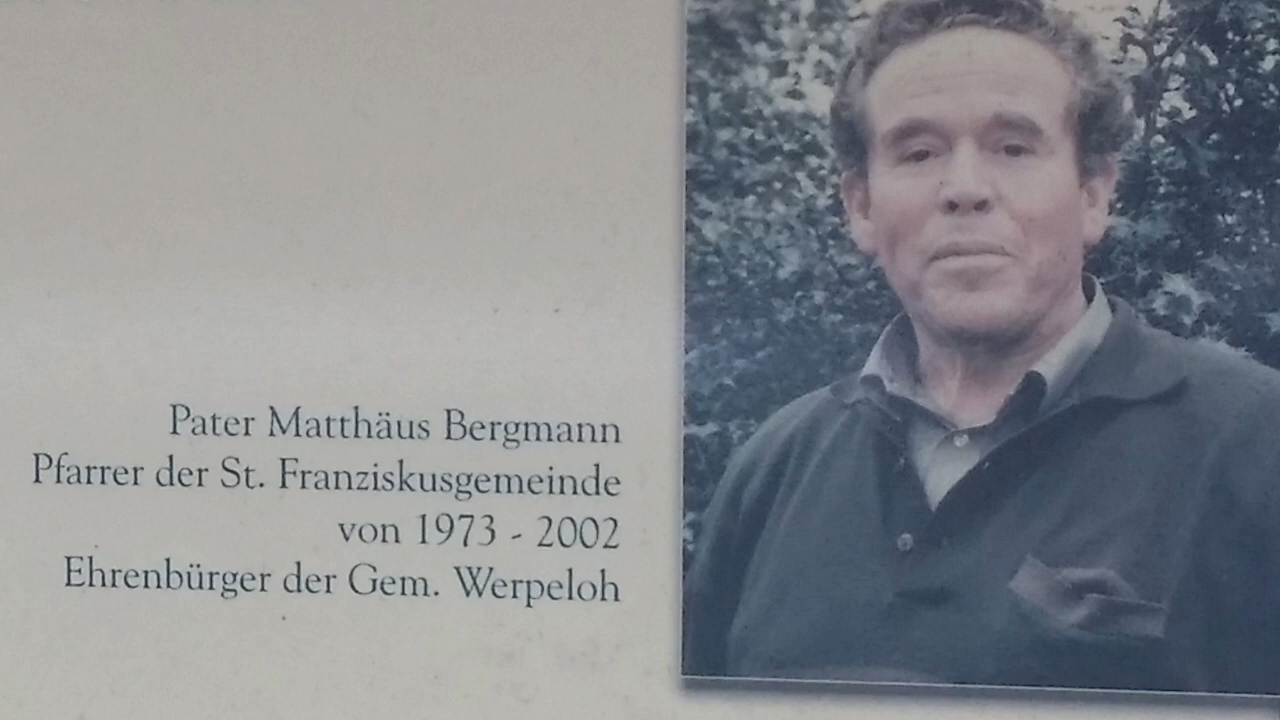 Pater Matthäus Bergmann
Pfarrer der St. Franziskusgemeinde
von 1973 - 2002
Ehrenbürger der Gem. Werpeloh